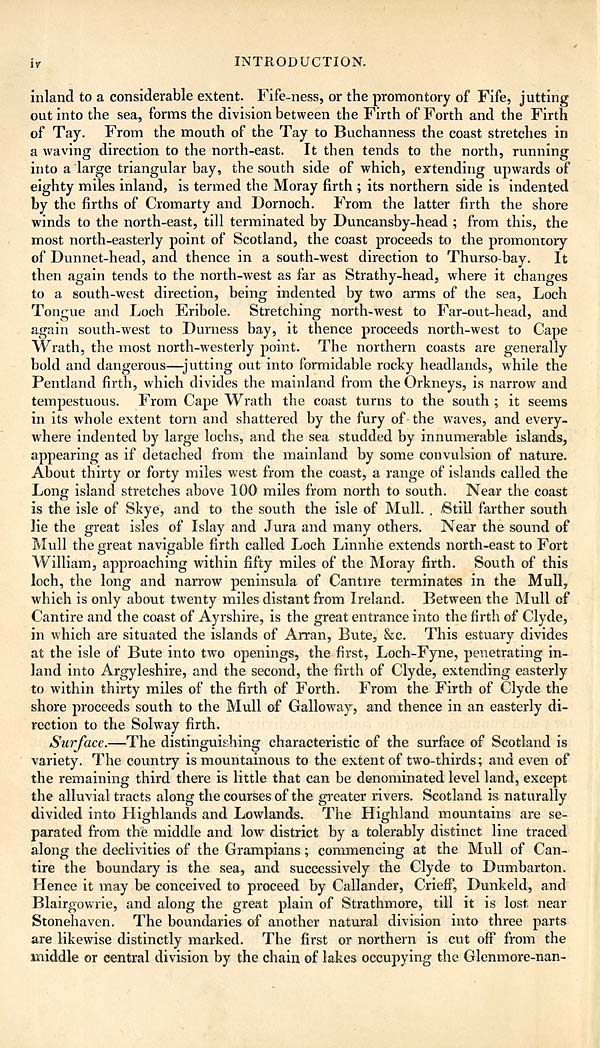 iv INTRODUCTION.
inland to a considerable extent. Fife-ness, or the promontory of Fife, jutting
out into the sea, forms the division between the Firth of Forth and the Firth
of Tay. From the mouth of the Tay to Buchanness the coast stretches in
a waving direction to the north-east. It then tends to the north, running
into a large triangular bay, the south side of which, extending upwards of
eighty miles inland, is termed the Moray firth ; its northern side is indented
by the firths of Cromarty and Dornoch. From the latter firth the shore
winds to the north-east, till terminated by Duncansby-head ; from this, the
most north-easterly point of Scotland, the coast proceeds to the promontory
of Dunnet-head, and thence in a south-west direction to Thurso-bay. It
then again tends to the north-west as far as Strathy-head, where it changes
to a south-west direction, being indented by two arms of the sea, Loch
Tongue and Loch Eribole. Stretching north-west to Far-out-head, and
again south-west to Durness bay, it thence proceeds north-west to Cape
Wrath, the most north-westerly point. The northern coasts are generally
bold and dangerous—jutting out into formidable rocky headlands, while the
Pentland firth, which divides the mainland from the Orkneys, is narrow and
tempestuous. From Cape Wrath the coast turns to the south ; it seems
in its whole extent torn and shattered by the fury of the waves, and every-
where indented by large lochs, and the sea studded by innumerable islands,
appearing as if detached from the mainland by some convulsion of nature.
About thirty or forty miles west from the coast, a range of islands called the
Long island stretches above 100 miles from north to south. Near the coast
is the isle of Skye, and to the south the isle of Mull. . Still farther south
lie the great isles of Islay and Jura and many others. Near the sound of
Mull the great navigable firth called Loch Linnhe extends north-east to Fort
William, approaching within fifty miles of the Moray firth. South of this
loch, the long and narrow peninsula of Cantire terminates in the Mull,
which is only about twenty miles distant from Ireland. Between the Mull of
Cantire and the coast of Ayrshire, is the great entrance into the firth of Clyde,
in which are situated the islands of Arran, Bute, &c. This estuary divides
at the isle of Bute into two openings, the first, Loch-Fyne, penetrating in-
land into Argyleshire, and the second, the firth of Clyde, extending easterly
to within thirty miles of the firth of Forth. From the Firth of Clyde the
shore proceeds south to the Mull of Galloway, and thence in an easterly di-
rection to the Solway firth.
Surface.—The distinguishing characteristic of the surface of Scotland is
variety. The country is mountainous to the extent of two-thirds; and even of
the remaining third there is little that can be denominated level land, except
the alluvial tracts along the courses of the greater rivers. Scotland is naturally
divided into Highlands and Lowlands. The Highland mountains are se-
parated from the middle and low district by a tolerably distinct line traced
along the declivities of the Grampians ; commencing at the Mull of Can-
tire the boundary is the sea, and successively the Clyde to Dumbarton.
Hence it may be conceived to proceed by Callander, Crieff, Dunkeld, and
Blairgowrie, and along the great plain of Strathmore, till it is lost near
Stonehaven. The boundaries of another natural division into three parts
are likewise distinctly marked. The first or northern is cut off from the
middle or central division by the chain of lakes occupying the Glenmore-nan-